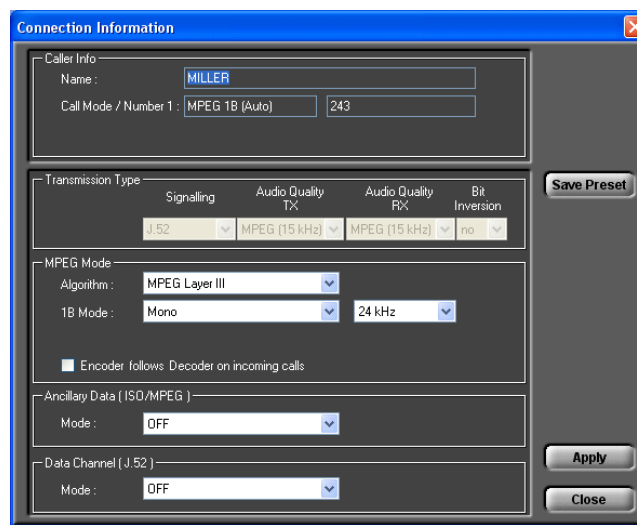 Connection Information
Caller Info
Name : MILLER
Call Mode / Number 1 : MPEG 1B (Auto) 243
Transmission Type
Signalling Audio Quality TX Audio Quality RX Bit Inversion
J.52 MPEG (15 kHz) MPEG (15 kHz) no
Save Preset
MPEG Mode
Algorithm : MPEG Layer III
1B Mode : Mono 24 kHz
Encoder follows Decoder on incoming calls
Ancillary Data ( ISO/MPEG )
Mode : OFF
Data Channel ( J.52 )
Mode : OFF
Apply
Close